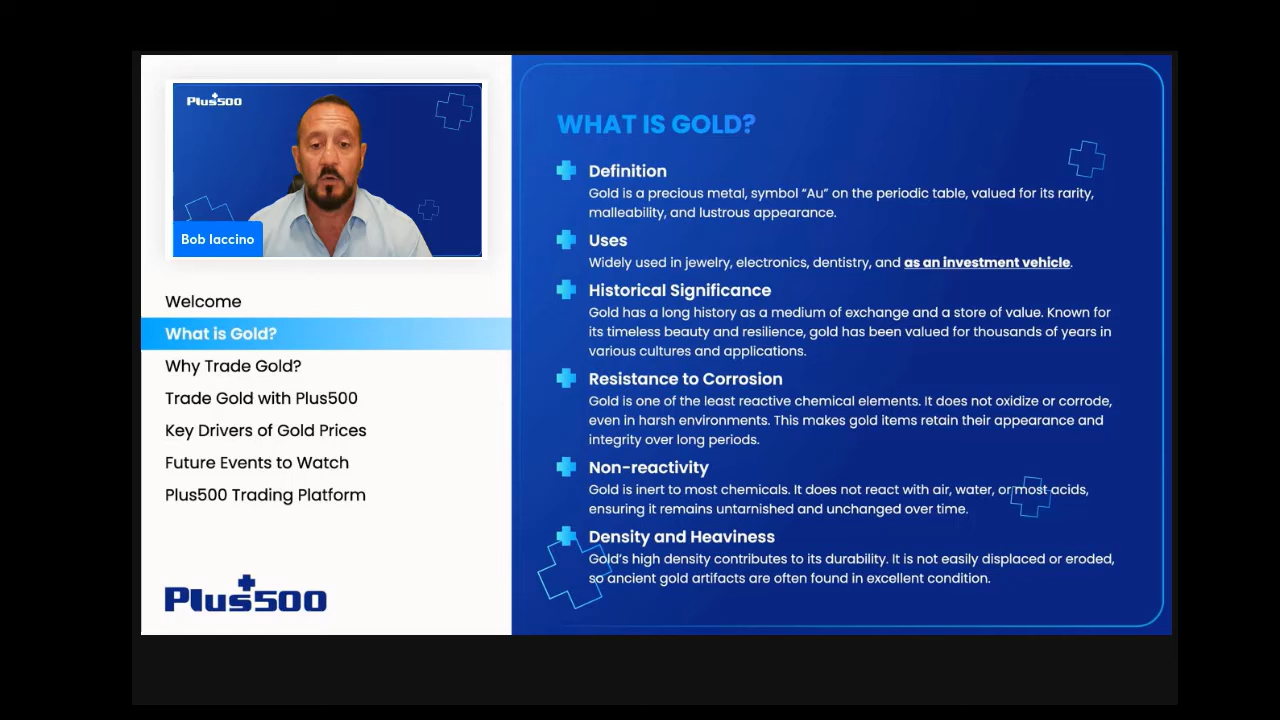 Plus500
Bob Iaccino
Welcome
What is Gold?
Why Trade Gold?
Trade Gold with Plus500
Key Drivers of Gold Prices
Future Events to Watch
Plus500 Trading Platform
Plus500
WHAT IS GOLD?
Definition
Gold is a precious metal, symbol “Au” on the periodic table, valued for its rarity,
malleability, and lustrous appearance.
Uses
Widely used in jewelry, electronics, dentistry, and as an investment vehicle.
Historical Significance
Gold has a long history as a medium of exchange and a store of value. Known for
its timeless beauty and resilience, gold has been valued for thousands of years in
various cultures and applications.
Resistance to Corrosion
Gold is one of the least reactive chemical elements. It does not oxidize or corrode,
even in harsh environments. This makes gold items retain their appearance and
integrity over long periods.
Non-reactivity
Gold is inert to most chemicals. It does not react with air, water, or most acids,
ensuring it remains untarnished and unchanged over time.
Density and Heaviness
Gold’s high density contributes to its durability. It is not easily displaced or eroded,
so ancient gold artifacts are often found in excellent condition.